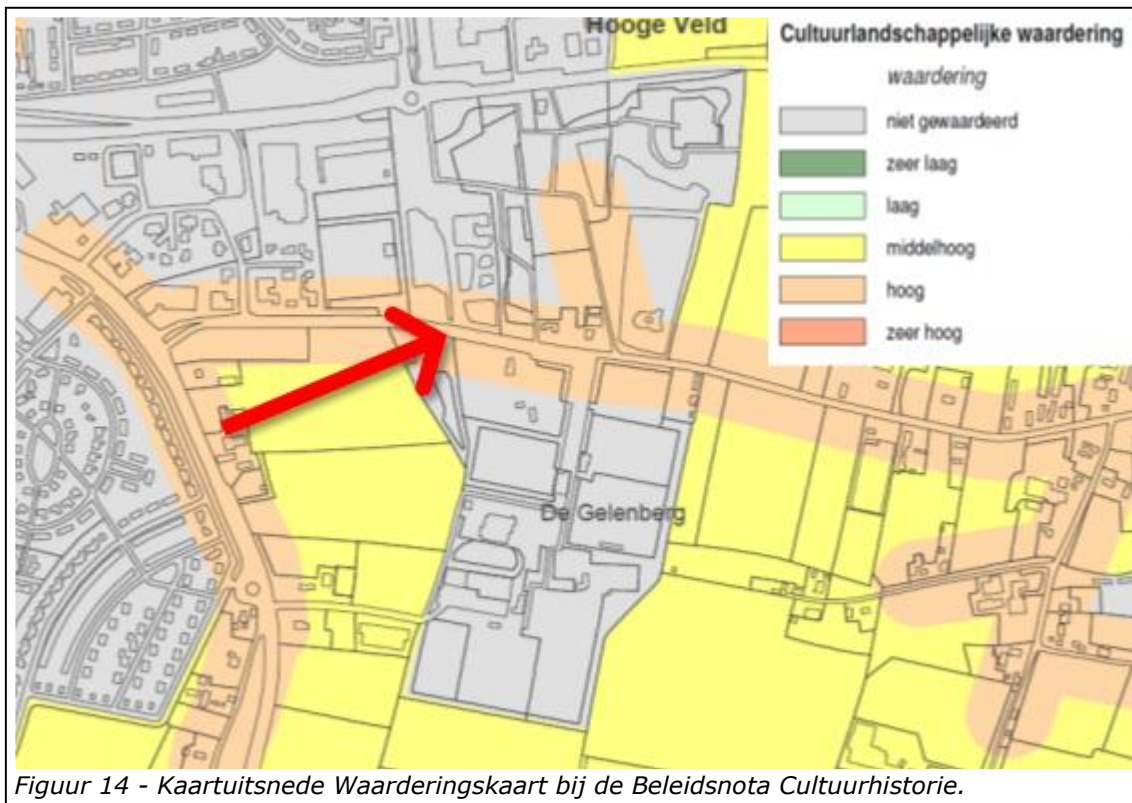 Hooge Veld
Cultuurlandschappelijke waardering
waardering
niet gewaardeerd
zeer laag
laag
middelhoog
hoog
zeer hoog
De Gelenberg
Figuur 14 - Kaartuitsnede Waarderingskaart bij de Beleidsnota Cultuurhistorie.